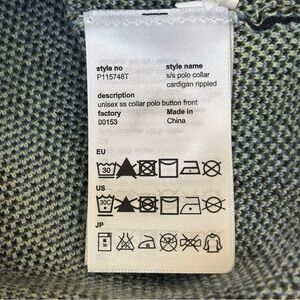 style no style name
P115748T s/s polo collar
cardigan rippled
description
unisex ss collar polo button front
factory Made in
00153 China
EU
30
US
30C
JP